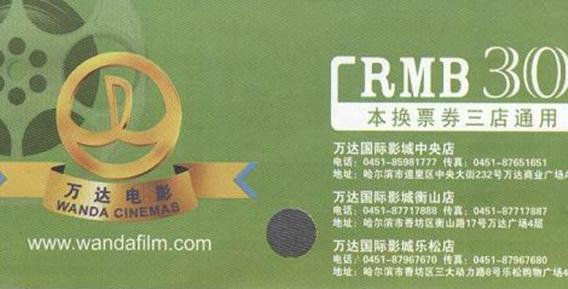 万达电影
WANDA CINEMAS
www.wandafilm.com
RMB 30
本换票券三店通用
万达国际影城中央店
电话: 0451-85981777 传真: 0451-87651651
地址: 哈尔滨市道里区中央大街232号万达商业广场4
万达国际影城衡山店
电话: 0451-87717888 传真: 0451-87717887
地址: 哈尔滨市香坊区衡山路17号万达广场4层
万达国际影城乐松店
电话: 0451-87967670 传真: 0451-87967680
地址: 哈尔滨市香坊区三大动力路8号乐松购物广场4